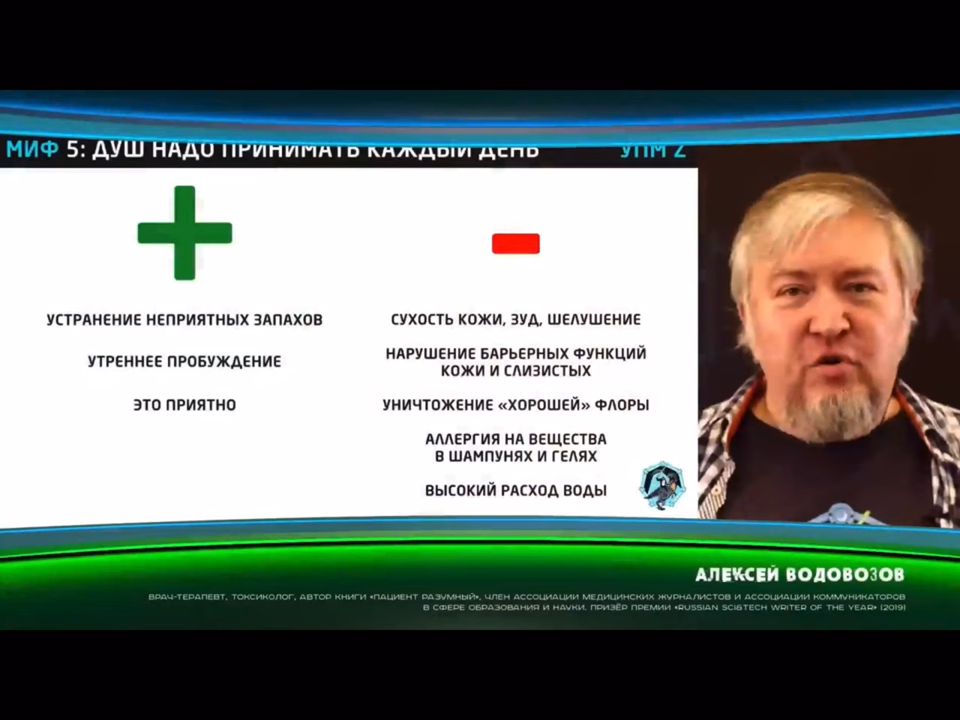 МИФ 5: ДУШ НАДО ПРИНИМАТЬ КАЖДЫЙ ДЕНЬ УПМ 2
УСТРАНЕНИЕ НЕПРИЯТНЫХ ЗАПАХОВ
УТРЕННЕЕ ПРОБУЖДЕНИЕ
ЭТО ПРИЯТНО
СУХОСТЬ КОЖИ, ЗУД, ШЕЛУШЕНИЕ
НАРУШЕНИЕ БАРЬЕРНЫХ ФУНКЦИЙ
КОЖИ И СЛИЗИСТЫХ
УНИЧТОЖЕНИЕ «ХОРОШЕЙ» ФЛОРЫ
АЛЛЕРГИЯ НА ВЕЩЕСТВА
В ШАМПУНЯХ И ГЕЛЯХ
ВЫСОКИЙ РАСХОД ВОДЫ
АЛЕКСЕЙ ВОДОВОЗОВ
ВРАЧ-ТЕРАПЕВТ, ТОКСИКОЛОГ, АВТОР КНИГИ «ПАЦИЕНТ РАЗУМНЫЙ», ЧЛЕН АССОЦИАЦИИ МЕДИЦИНСКИХ ЖУРНАЛИСТОВ И АССОЦИАЦИИ КОММУНИКАТОРОВ
В СФЕРЕ ОБРАЗОВАНИЯ И НАУКИ. ПРИЗЁР ПРЕМИИ «RUSSIAN SCI&TECH WRITER OF THE YEAR» (2019)